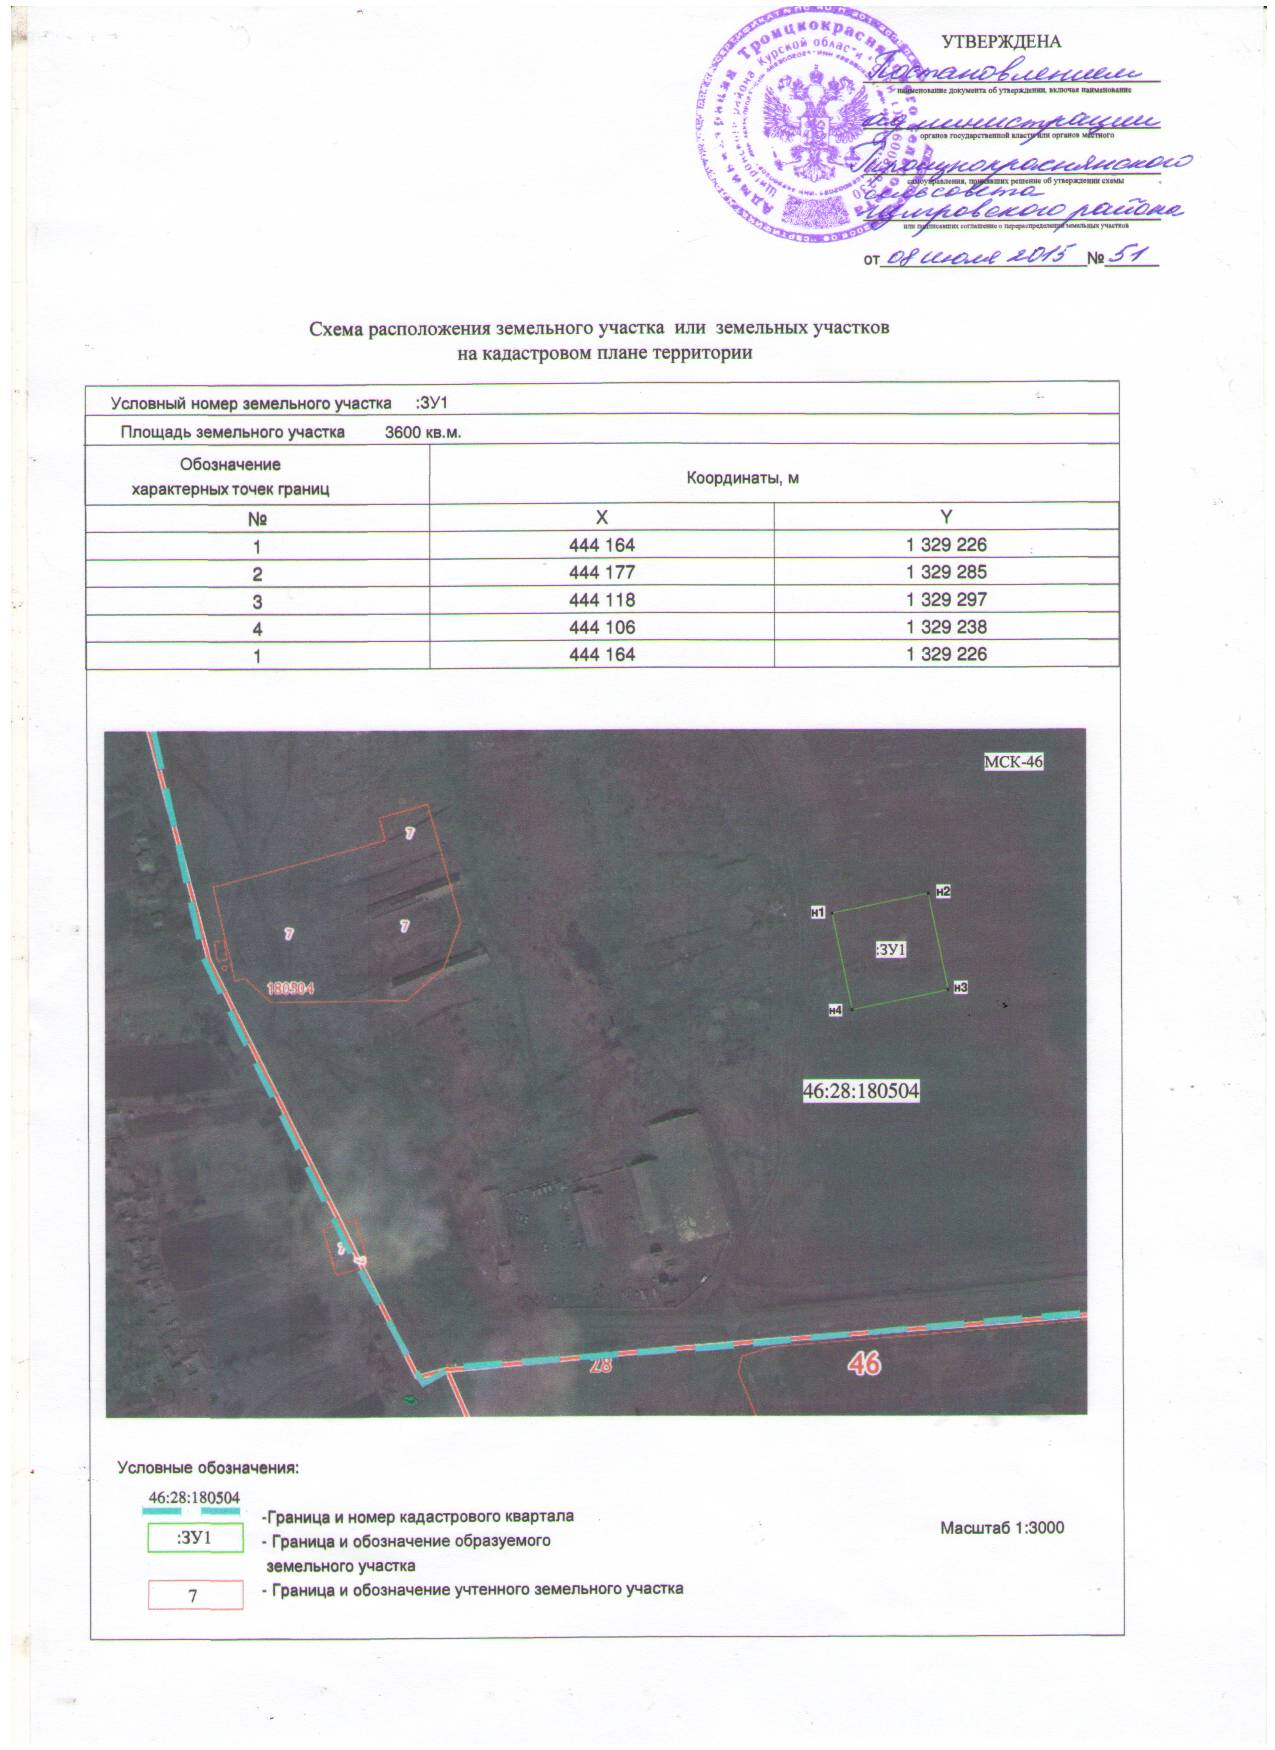 УТВЕРЖДЕНА
Постановлением
наименование документа об утверждении, включая наименование
администрации
органов государственной власти или органов местного
Троицкокраснянского
самоуправления, принявших решение об утверждении схемы
сельсовета
Щигровского района
или подписавших соглашение о перераспределении земельных участков
от 08 июля 2015 № 51
Схема расположения земельного участка или земельных участков
на кадастровом плане территории
Условный номер земельного участка :ЗУ1
Площадь земельного участка 3600 кв.м.
Обозначение
характерных точек границ
Координаты, м
№ X Y
1 444 164 1 329 226
2 444 177 1 329 285
3 444 118 1 329 297
4 444 106 1 329 238
1 444 164 1 329 226
МСК-46
7
н1 н2
7 7
:ЗУ1
180504
н3
н4
46:28:180504
7
28 46
Условные обозначения:
46:28:180504
-Граница и номер кадастрового квартала
:ЗУ1
- Граница и обозначение образуемого
земельного участка
Масштаб 1:3000
7
- Граница и обозначение учтенного земельного участка